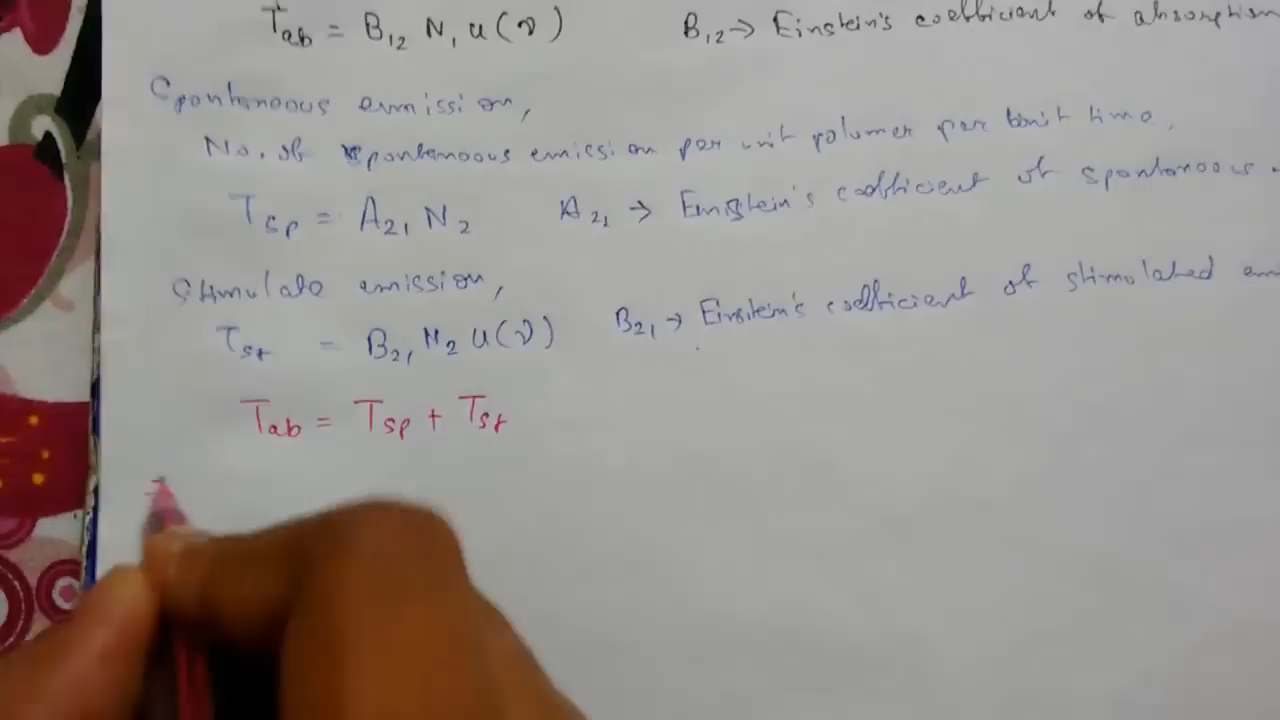 Tab = B12 N1 u(ν) B12 → Einstein's coefficient of absorption
Spontaneous emission,
No. of spontaneous emission per unit volume per unit time,
Tsp = A21 N2 A21 → Einstein's coefficient of spontaneous
Stimulate emission,
Tst = B21 N2 u(ν) B21 → Einstein's coefficient of stimulated
Tab = Tsp + Tst